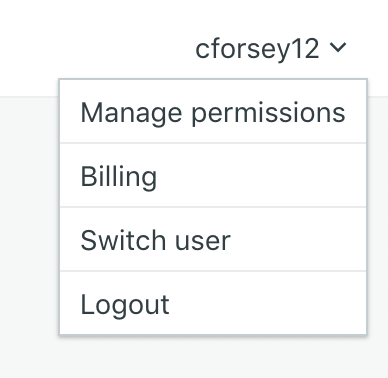 cforsey12
Manage permissions
Billing
Switch user
Logout